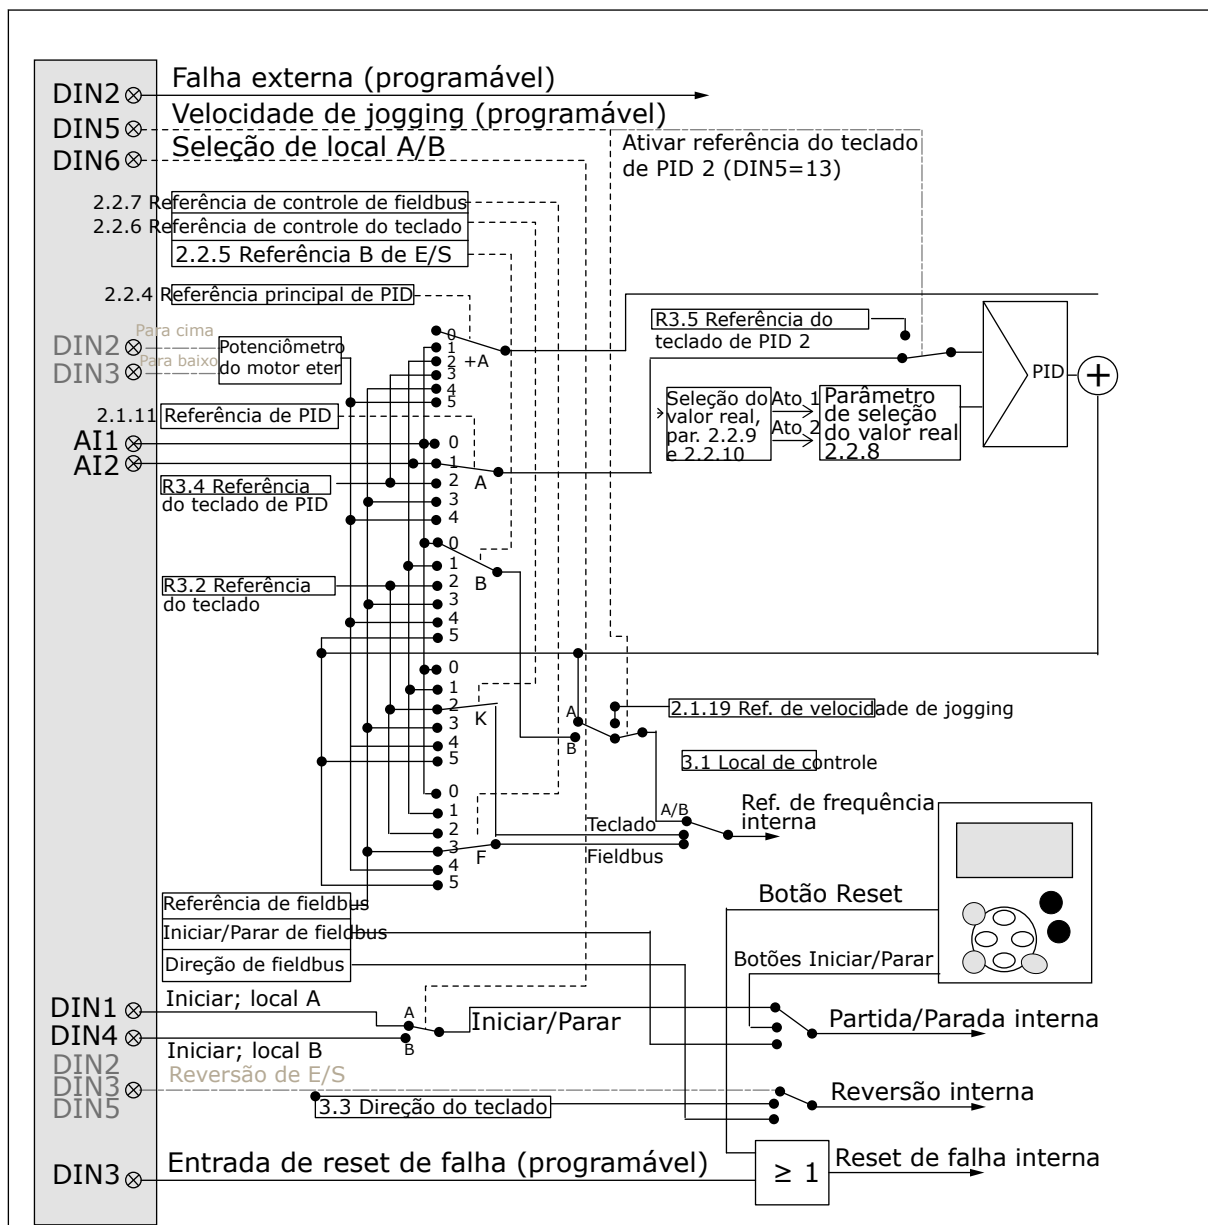 DIN2
Falha externa (programável)
DIN5
Velocidade de jogging (programável)
DIN6
Seleção de local A/B
Ativar referência do teclado
de PID 2 (DIN5=13)
2.2.7 Referência de controle de fieldbus
2.2.6 Referência de controle do teclado
2.2.5 Referência B de E/S
2.2.4 Referência principal de PID
R3.5 Referência do
teclado de PID 2
DIN2
Para cima
DIN3
Para baixo
Potenciômetro
do motor eter
0
1
2
3
4
5
+A
PID
+
Seleção do
valor real,
par. 2.2.9
e 2.2.10
Ato 1
Ato 2
Parâmetro
de seleção
do valor real
2.2.8
2.1.11 Referência de PID
AI1
AI2
0
1
2
3
4
A
R3.4 Referência
do teclado de PID
0
1
2
3
4
5
B
R3.2 Referência
do teclado
0
1
2
3
4
5
K
A
B
2.1.19 Ref. de velocidade de jogging
3.1 Local de controle
0
1
2
3
4
5
F
A/B
Teclado
Fieldbus
Ref. de frequência
interna
Referência de fieldbus
Iniciar/Parar de fieldbus
Direção de fieldbus
Botão Reset
Botões Iniciar/Parar
DIN1
Iniciar; local A
DIN4
Iniciar; local B
A
B
Iniciar/Parar
Partida/Parada interna
DIN2
DIN3
DIN5
Reversão de E/S
3.3 Direção do teclado
Reversão interna
DIN3
Entrada de reset de falha (programável)
≥ 1
Reset de falha interna